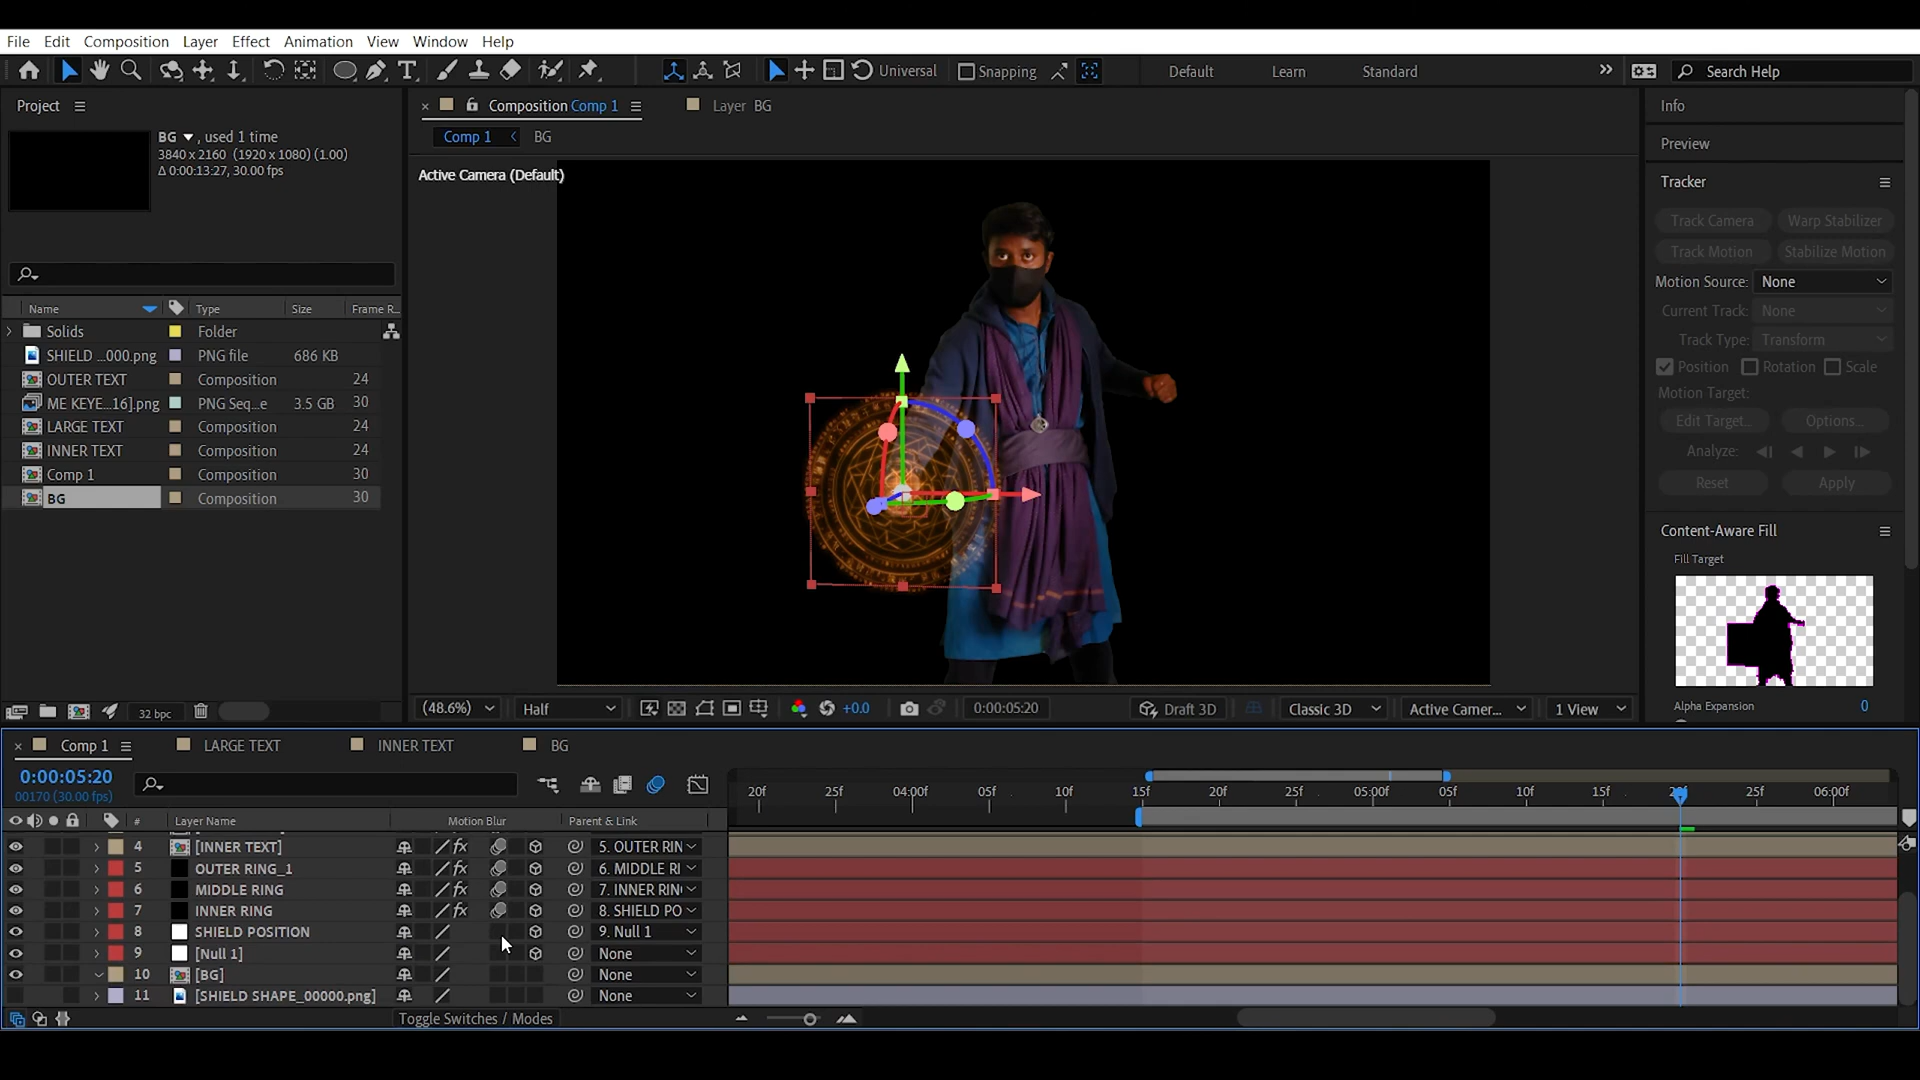 File Edit Composition Layer Effect Animation View Window Help
Universal Snapping Default Learn Standard Search Help
Project
BG , used 1 time
3840 x 2160 (1920 x 1080) (1.00)
Δ 0:00:13:27, 30.00 fps
Name Type Size Frame R...
Solids Folder
SHIELD ...000.png PNG file 686 KB
OUTER TEXT Composition 24
ME KEYE...16].png PNG Seq...e 3.5 GB 30
LARGE TEXT Composition 24
INNER TEXT Composition 24
Comp 1 Composition 30
BG Composition 30
32 bpc
Composition Comp 1 Layer BG
Comp 1 BG
Active Camera (Default)
(48.6%) Half +0.0 0:00:05:20 Draft 3D Classic 3D Active Camer... 1 View
Info
Preview
Tracker
Track Camera Warp Stabilizer
Track Motion Stabilize Motion
Motion Source: None
Current Track: None
Track Type: Transform
Position Rotation Scale
Motion Target:
Edit Target... Options...
Analyze:
Reset Apply
Content-Aware Fill
Fill Target
Alpha Expansion 0
Comp 1 LARGE TEXT INNER TEXT BG
0:00:05:20
00170 (30.00 fps)
20f 25f 04:00f 05f 10f 15f 20f 25f 05:00f 05f 10f 15f 25f 06:00f
# Layer Name Motion Blur Parent & Link
4 [INNER TEXT] fx 5. OUTER RIN
5 OUTER RING_1 fx 6. MIDDLE RI
6 MIDDLE RING fx 7. INNER RIN
7 INNER RING fx 8. SHIELD PO
8 SHIELD POSITION 9. Null 1
9 [Null 1] None
10 [BG] None
11 [SHIELD SHAPE_00000.png] None
Toggle Switches / Modes